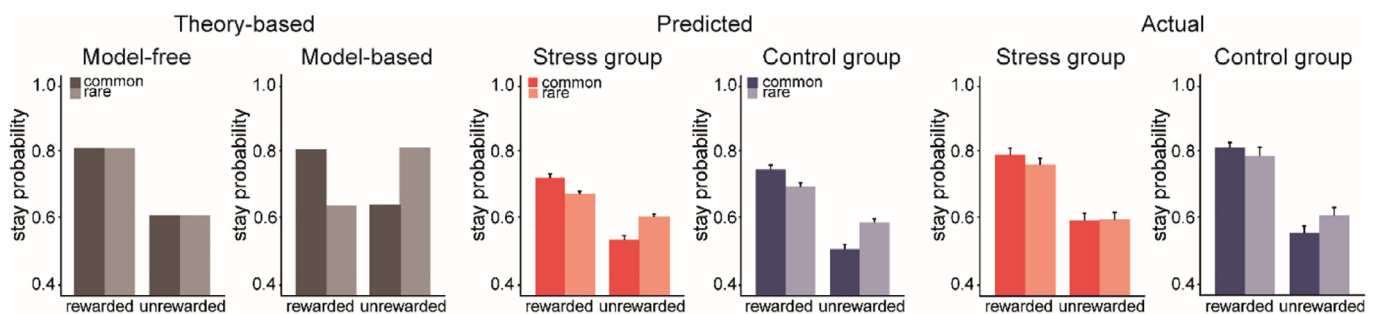 Theory-based Predicted Actual
Model-free Model-based Stress group Control group Stress group Control group
stay probability
1.0
0.8
0.6
0.4
common
rare
rewarded unrewarded
stay probability
1.0
0.8
0.6
0.4
rewarded unrewarded
stay probability
1.0
0.8
0.6
0.4
common
rare
rewarded unrewarded
stay probability
1.0
0.8
0.6
0.4
common
rare
rewarded unrewarded
stay probability
1.0
0.8
0.6
0.4
rewarded unrewarded
stay probability
1.0
0.8
0.6
0.4
rewarded unrewarded